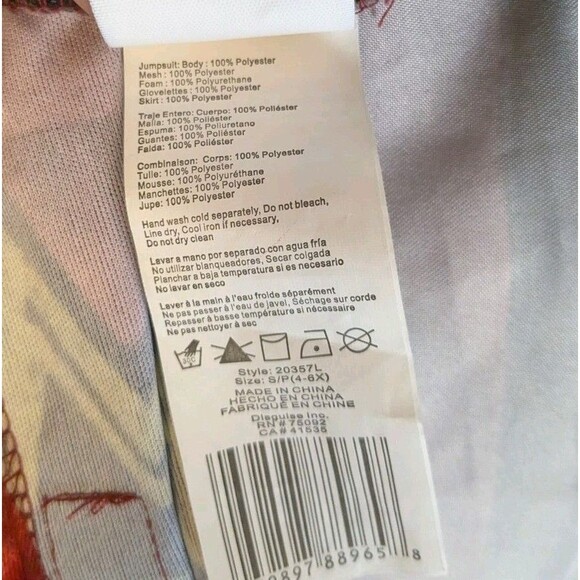 Jumpsuit: Body : 100% Polyester
Mesh : 100% Polyester
Foam : 100% Polyurethane
Glovelettes : 100% Polyester
Skirt : 100% Polyester
Traje Entero: Cuerpo: 100% Poliéster
Malla: 100% Poliéster
Espuma: 100% Poliuretano
Guantes: 100% Poliéster
Falda: 100% Poliéster
Combinaison: Corps: 100% Polyester
Tulle: 100% Polyester
Mousse: 100% Polyuréthane
Manchettes: 100% Polyester
Jupe: 100% Polyester
Hand wash cold separately, Do not bleach,
Line dry, Cool iron if necessary,
Do not dry clean
Lavar a mano por separado con agua fría
No utilizar blanqueadores, Secar colgada
Planchar a baja temperatura si es necesario
Laver à la main à l'eau froide séparément
Ne pas passer à l'eau de javel, Séchage sur corde
Repasser à basse température si nécessaire
Ne pas nettoyer à sec
Style: 20357L
Size: S/P(4-6X)
MADE IN CHINA
HECHO EN CHINA
FABRIQUÉ EN CHINE
Disguise Inc.
RN# 75092
CA# 41535
0897 88965 8